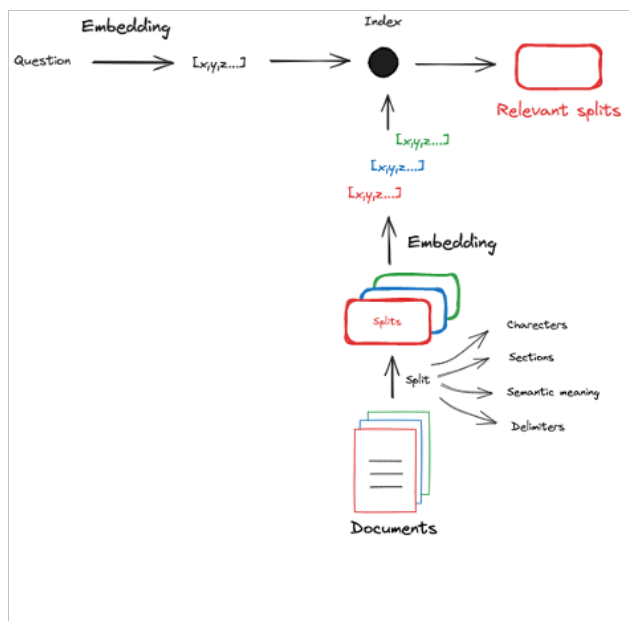 Index
Embedding
Question
[x,y,z...]
Relevant splits
[x,y,z...]
[x,y,z...]
[x,y,z...]
Embedding
Splits
Charecters
Sections
Split
Semantic meaning
Delimiters
Documents